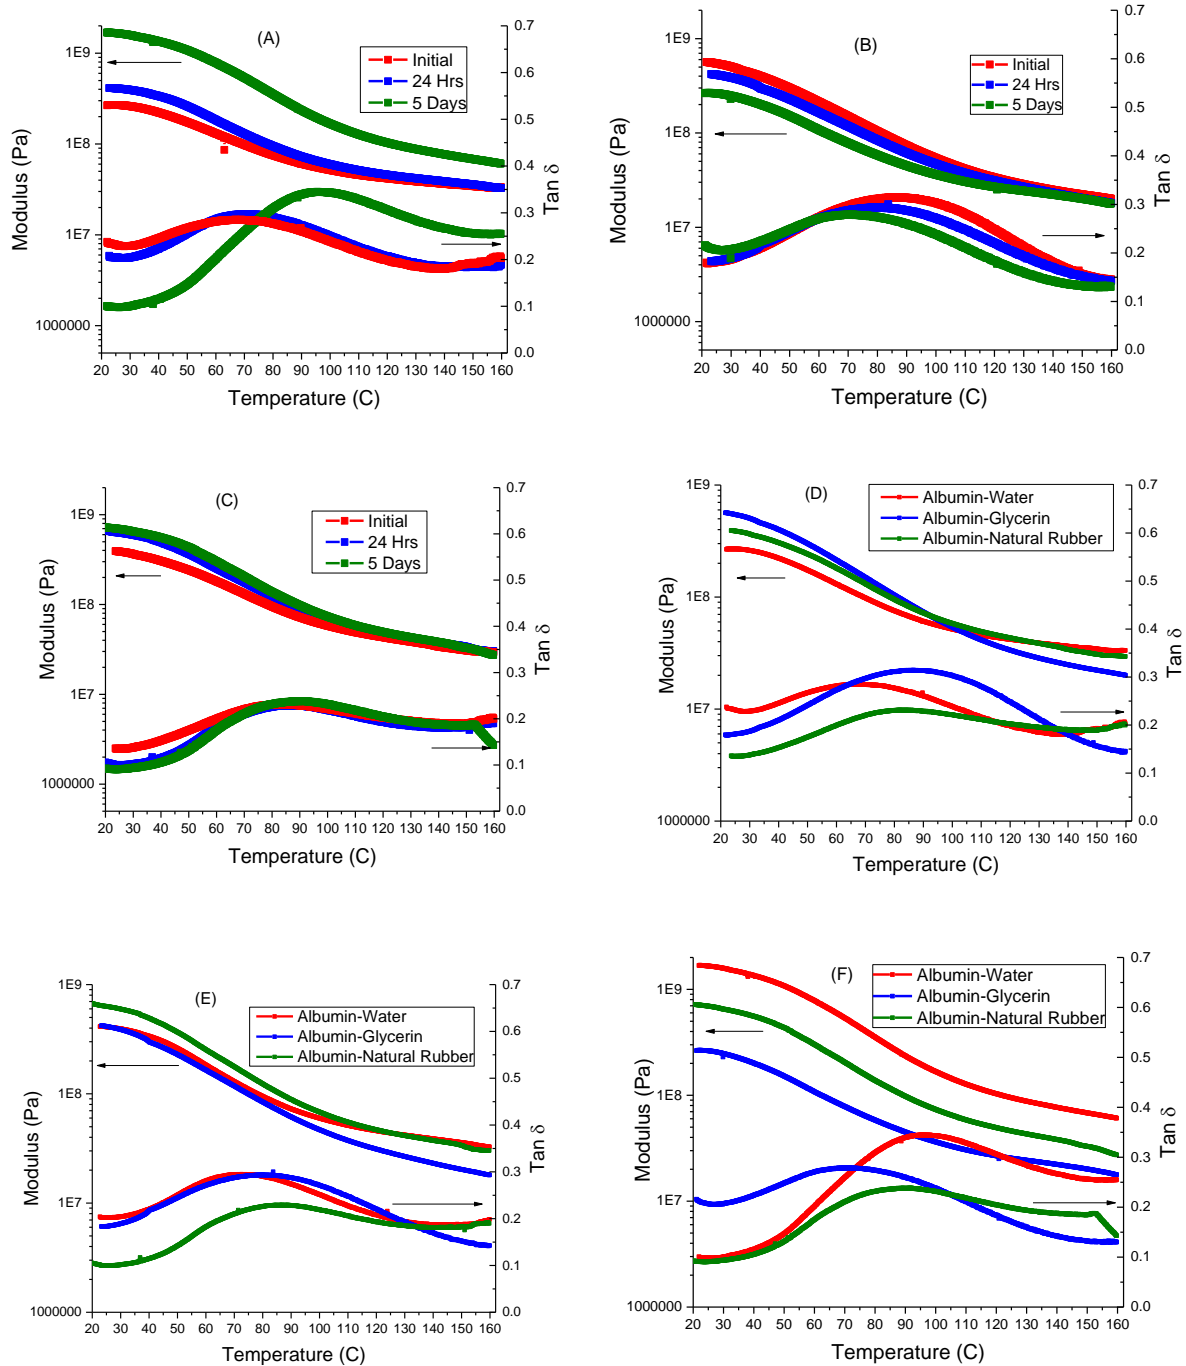 (A)
Initial
24 Hrs
5 Days
1E9
1E8
1E7
1000000
Modulus (Pa)
0.7
0.6
0.5
0.4
0.3
0.2
0.1
0.0
Tan δ
20 30 40 50 60 70 80 90 100 110 120 130 140 150 160
Temperature (C)
(B)
Initial
24 Hrs
5 Days
1E9
1E8
1E7
1000000
Modulus (Pa)
0.7
0.6
0.5
0.4
0.3
0.2
0.1
0.0
Tan δ
20 30 40 50 60 70 80 90 100 110 120 130 140 150 160
Temperature (C)
(C)
Initial
24 Hrs
5 Days
1E9
1E8
1E7
1000000
Modulus (Pa)
0.7
0.6
0.5
0.4
0.3
0.2
0.1
0.0
Tan δ
20 30 40 50 60 70 80 90 100 110 120 130 140 150 160
Temperature (C)
(D)
Albumin-Water
Albumin-Glycerin
Albumin-Natural Rubber
1E9
1E8
1E7
1000000
Modulus (Pa)
0.7
0.6
0.5
0.4
0.3
0.2
0.1
0.0
Tan δ
20 30 40 50 60 70 80 90 100 110 120 130 140 150 160
Temperature (C)
(E)
Albumin-Water
Albumin-Glycerin
Albumin-Natural Rubber
1E9
1E8
1E7
1000000
Modulus (Pa)
0.7
0.6
0.5
0.4
0.3
0.2
0.1
0.0
Tan δ
20 30 40 50 60 70 80 90 100 110 120 130 140 150 160
Temperature (C)
(F)
Albumin-Water
Albumin-Glycerin
Albumin-Natural Rubber
1E9
1E8
1E7
1000000
Modulus (Pa)
0.7
0.6
0.5
0.4
0.3
0.2
0.1
0.0
Tan δ
20 30 40 50 60 70 80 90 100 110 120 130 140 150 160
Temperature (C)